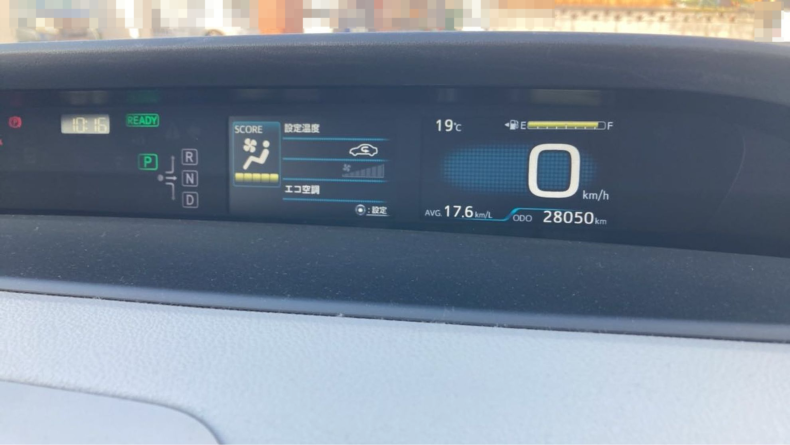 10:16
READY
P
R
N
D
SCORE
設定温度
エコ空調
:設定
19℃
E F
0 km/h
AVG. 17.6 km/L
ODO 28050 km